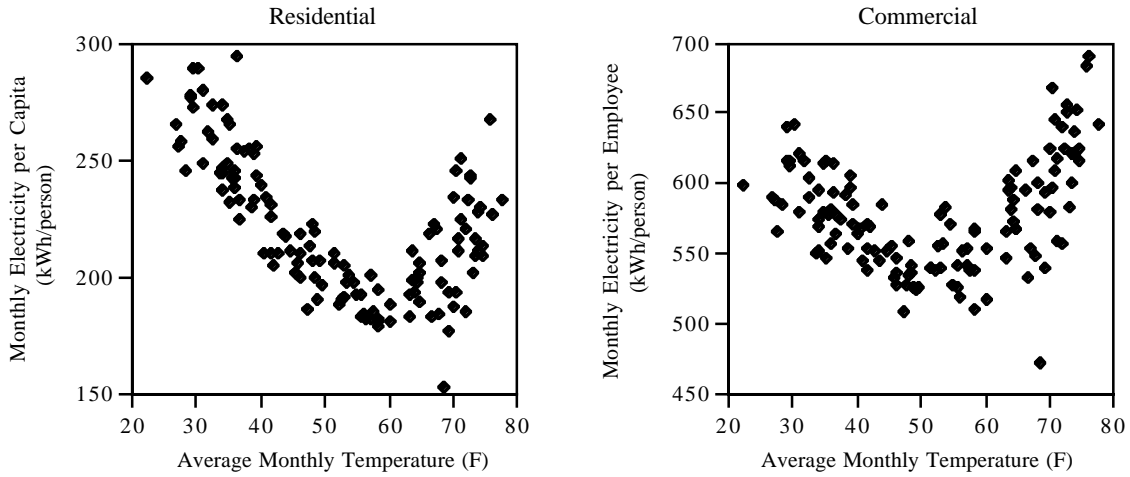 Residential
Monthly Electricity per Capita
(kWh/person)
300
250
200
150
20 30 40 50 60 70 80
Average Monthly Temperature (F)
Commercial
Monthly Electricity per Employee
(kWh/person)
700
650
600
550
500
450
20 30 40 50 60 70 80
Average Monthly Temperature (F)